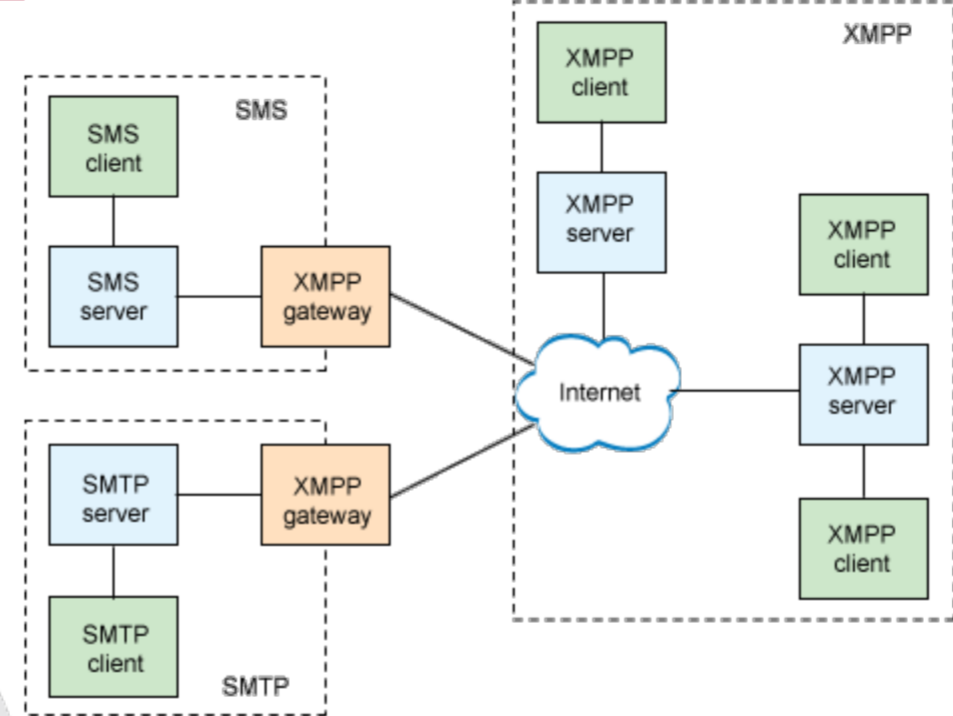 SMS
SMS
client
SMS
server
XMPP
gateway
SMTP
server
XMPP
gateway
SMTP
client
SMTP
XMPP
XMPP
client
XMPP
server
Internet
XMPP
client
XMPP
server
XMPP
client